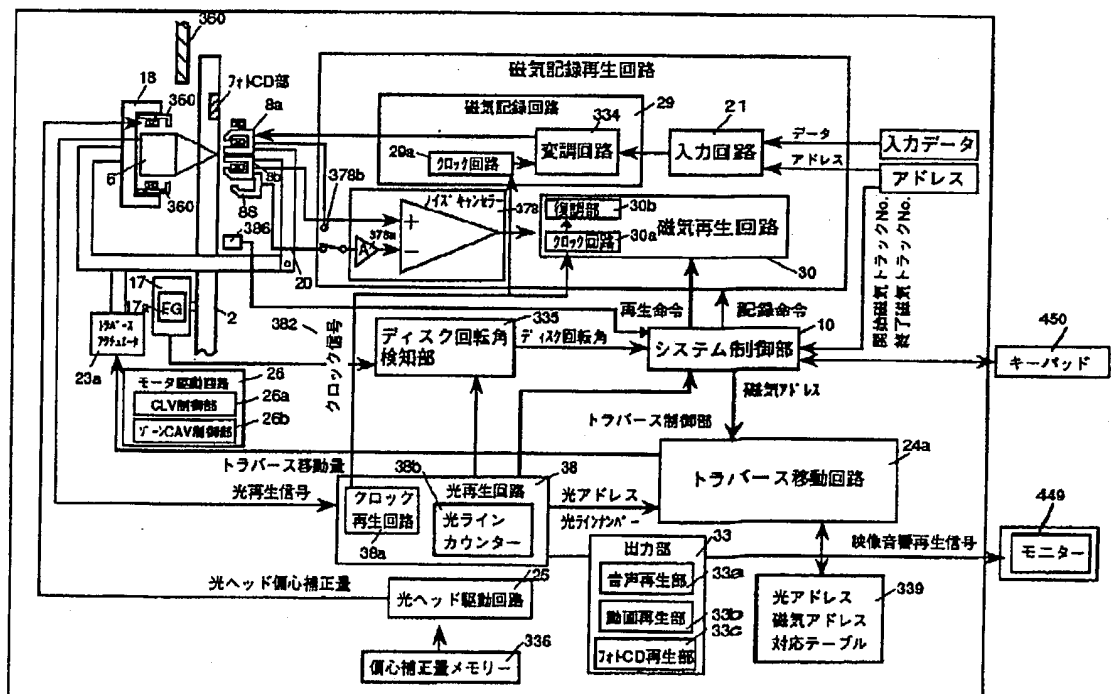 360
フォトCD部
磁気記録再生回路
18
360
8a
磁気記録回路
29
334
21
データ
入力データ
29a
クロック回路
変調回路
入力回路
アドレス
アドレス
6
8b
378b
ノイズキャンセラー
378
30b
復調部
磁気再生回路
360
88
+
30a
386
378a
A
−
クロック回路
30
開始磁気トラックNo.
終了磁気トラックNo.
20
17
17a
FG
2
382
再生命令
記録命令
10
450
クロック信号
335
ディスク回転角
検知部
ディスク回転角
システム制御部
キーパッド
トラバース
アクチュエータ
23a
磁気アドレス
モータ駆動回路
26
CLV制御部
26a
ゾーンCAV制御部
26b
トラバース制御部
24a
トラバース移動量
トラバース移動回路
38b
38
光再生信号
光再生回路
光アドレス
クロック
再生回路
38a
光ライン
カウンター
光ラインナンバー
449
33
映像音響再生信号
モニター
出力部
音声再生部
33a
光ヘッド偏心補正量
25
光ヘッド駆動回路
動画再生部
33b
光アドレス
磁気アドレス
対応テーブル
339
フォトCD再生部
33c
偏心補正量メモリー
336